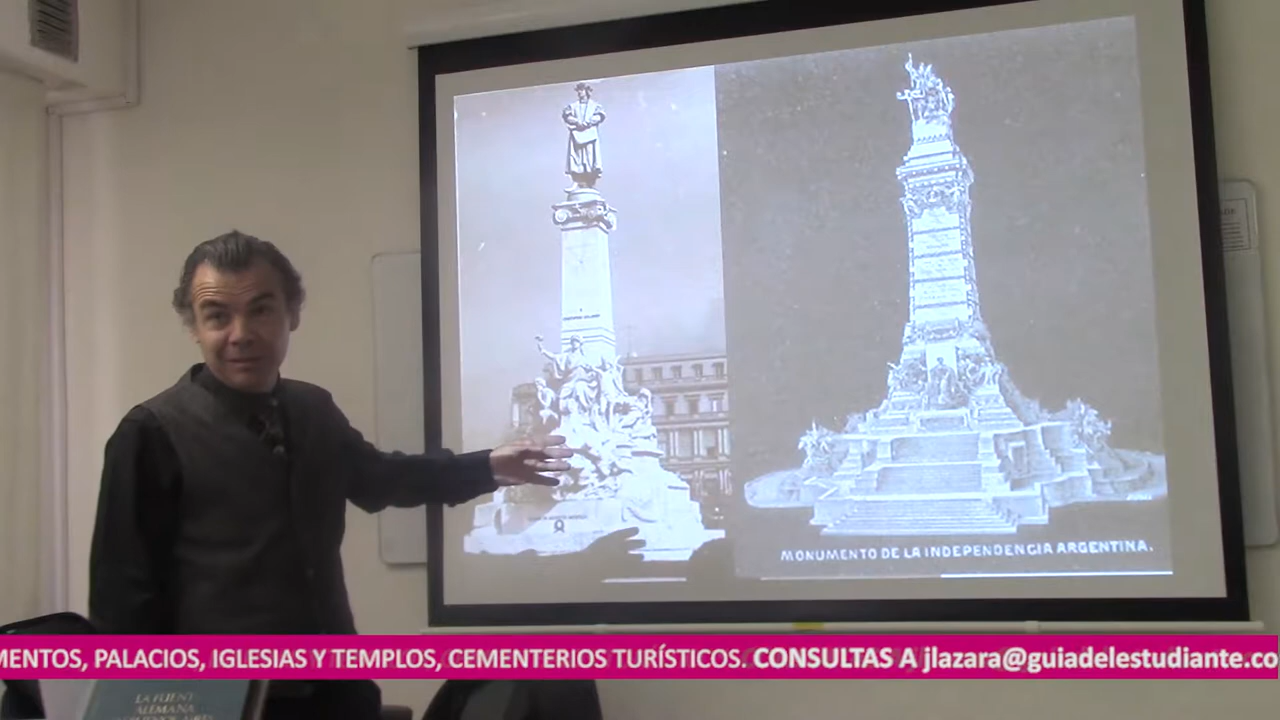 MONUMENTO DE LA INDEPENDENCIA ARGENTINA.
MENTOS, PALACIOS, IGLESIAS Y TEMPLOS, CEMENTERIOS TURÍSTICOS. CONSULTAS A jlazara@guiadelestudiante.co
LA FUENTE
ALEMANA